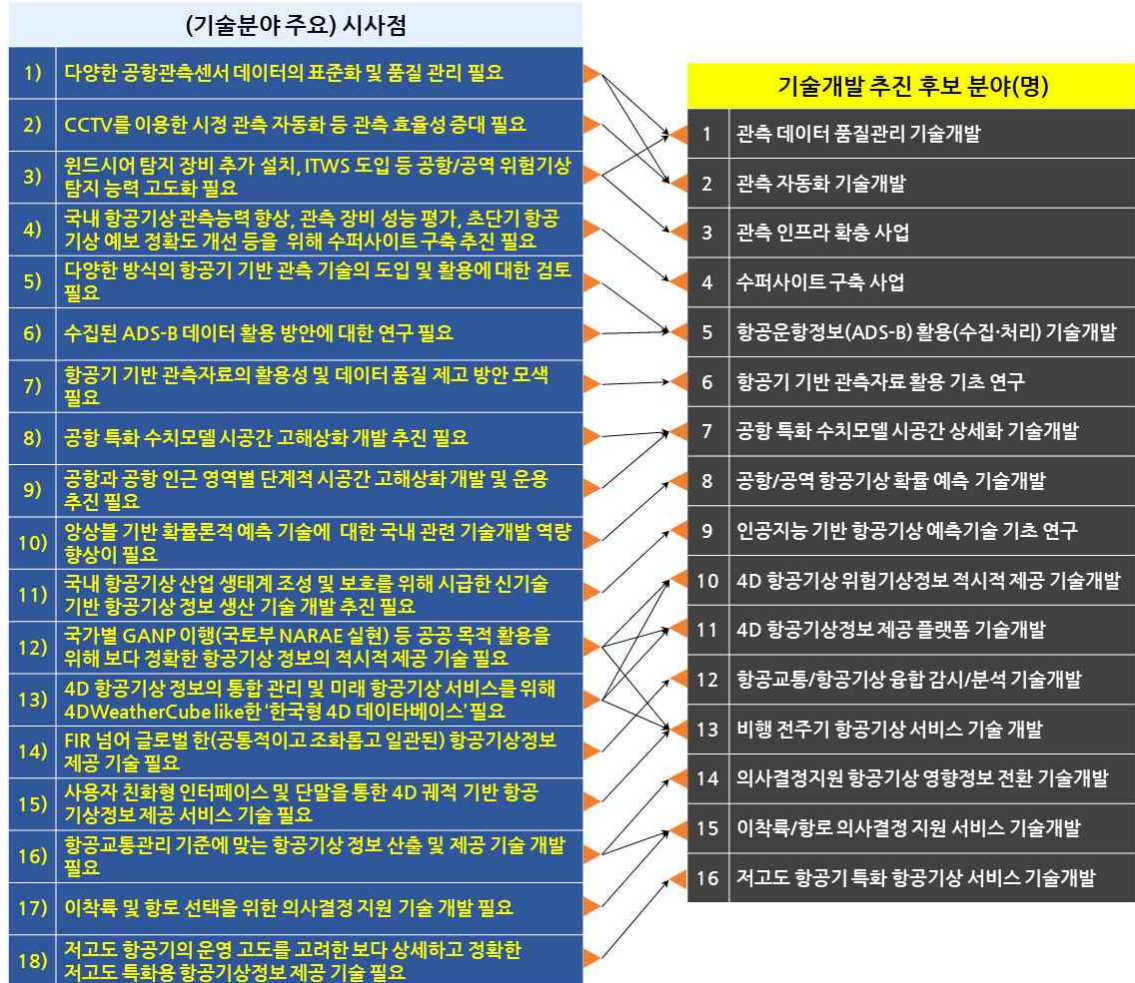 (기술분야 주요) 시사점
1) 다양한 공항관측센서 데이터의 표준화 및 품질 관리 필요
2) CCTV를 이용한 시정 관측 자동화 등 관측 효율성 증대 필요
3) 윈드시어 탐지 장비 추가 설치, ITWS 도입 등 공항/공역 위험기상
탐지 능력 고도화 필요
4) 국내 항공기상 관측능력 향상, 관측 장비 성능 평가, 초단기 항공
기상 예보 정확도 개선 등을 위해 수퍼사이트 구축 추진 필요
5) 다양한 방식의 항공기 기반 관측 기술의 도입 및 활용에 대한 검토
필요
6) 수집된 ADS-B 데이터 활용 방안에 대한 연구 필요
7) 항공기 기반 관측자료의 활용성 및 데이터 품질 제고 방안 모색
필요
8) 공항 특화 수치모델 시공간 고해상화 개발 추진 필요
9) 공항과 공항 인근 영역별 단계적 시공간 고해상화 개발 및 운용
추진 필요
10) 앙상블 기반 확률론적 예측 기술에 대한 국내 관련 기술개발 역량
향상이 필요
11) 국내 항공기상 산업 생태계 조성 및 보호를 위해 시급한 신기술
기반 항공기상 정보 생산 기술 개발 추진 필요
12) 국가별 GANP 이행(국토부 NARAE 실현) 등 공공 목적 활용을
위해 보다 정확한 항공기상 정보의 적시적 제공 기술 필요
13) 4D 항공기상 정보의 통합 관리 및 미래 항공기상 서비스를 위해
4DWeatherCube like한 '한국형 4D 데이타베이스' 필요
14) FIR 넘어 글로벌 한(공통적이고 조화롭고 일관된) 항공기상정보
제공 기술 필요
15) 사용자 친화형 인터페이스 및 단말을 통한 4D 궤적 기반 항공
기상정보 제공 서비스 기술 필요
16) 항공교통관리 기준에 맞는 항공기상 정보 산출 및 제공 기술 개발
필요
17) 이착륙 및 항로 선택을 위한 의사결정 지원 기술 개발 필요
18) 저고도 항공기의 운영 고도를 고려한 보다 상세하고 정확한
저고도 특화용 항공기상정보 제공 기술 필요
기술개발 추진 후보 분야(명)
1 관측 데이터 품질관리 기술개발
2 관측 자동화 기술개발
3 관측 인프라 확충 사업
4 수퍼사이트 구축 사업
5 항공운항정보(ADS-B) 활용(수집·처리) 기술개발
6 항공기 기반 관측자료 활용 기초 연구
7 공항 특화 수치모델 시공간 상세화 기술개발
8 공항/공역 항공기상 확률 예측 기술개발
9 인공지능 기반 항공기상 예측기술 기초 연구
10 4D 항공기상 위험기상정보 적시적 제공 기술개발
11 4D 항공기상정보 제공 플랫폼 기술개발
12 항공교통/항공기상 융합 감시/분석 기술개발
13 비행 전주기 항공기상 서비스 기술 개발
14 의사결정지원 항공기상 영향정보 전환 기술개발
15 이착륙/항로 의사결정 지원 서비스 기술개발
16 저고도 항공기 특화 항공기상 서비스 기술개발